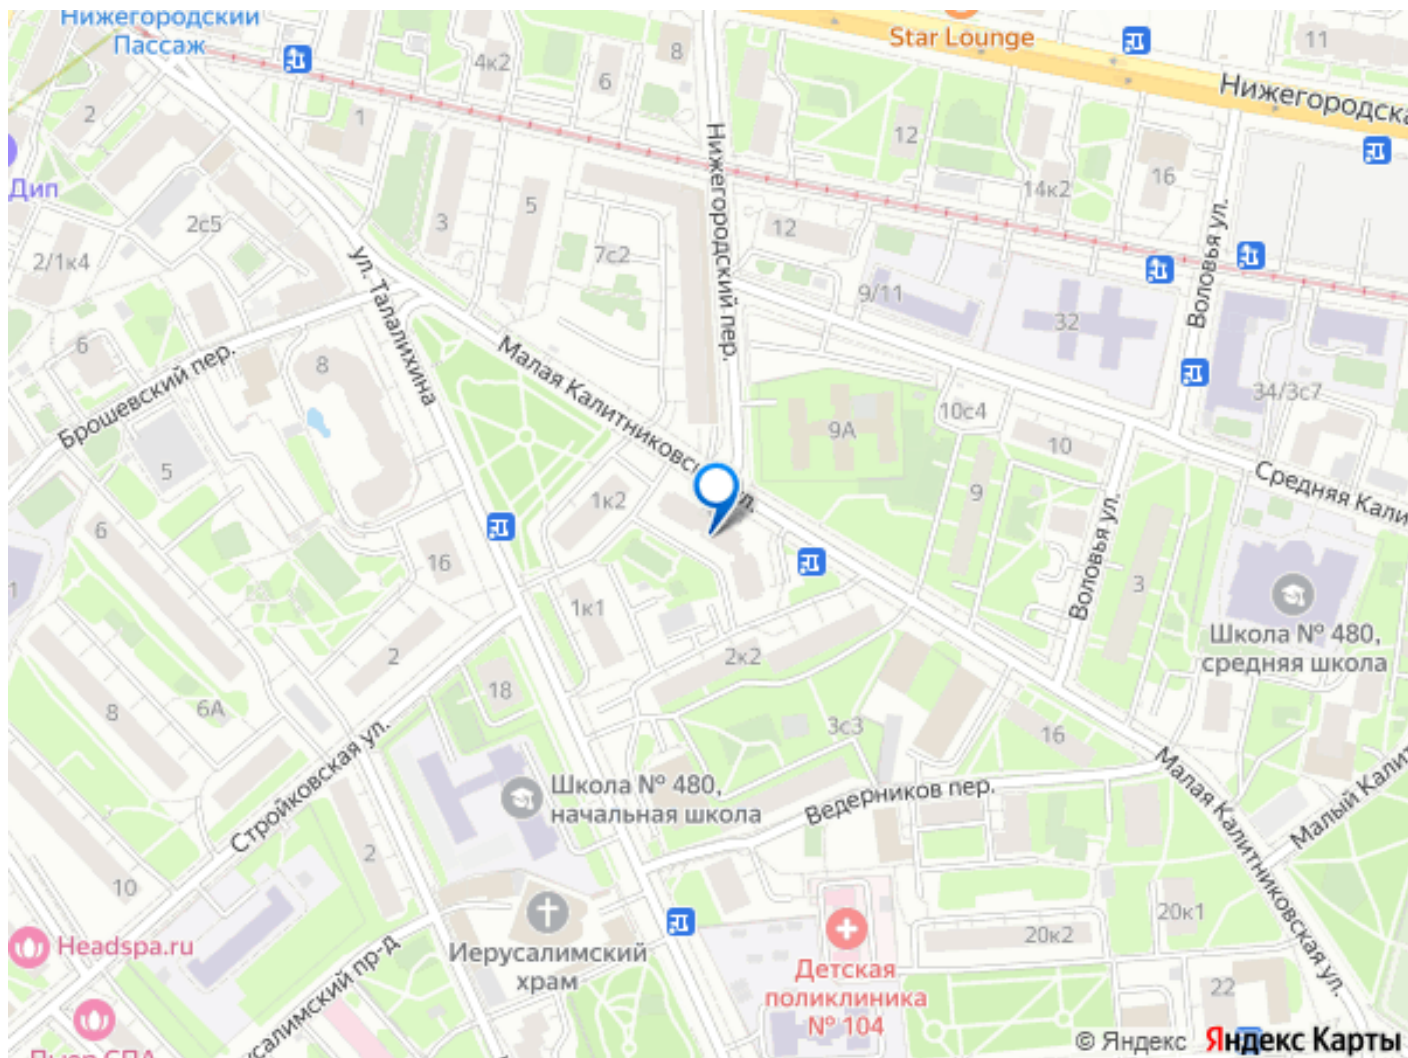 Нижегородский
Пассаж
Star Lounge
4к2
8
6
11
Нижегородска
2
1
12
16
14к2
Дип
Нижегородский пер.
2с5
3
5
12
2/1к4
7с2
Воловья ул.
9/11
32
ул. Талалихина
6
Брошевский пер.
8
Малая Калитниковск
ул.
9А
10с4
34/3с7
10
5
1к2
9
Средняя Кали
6
16
Воловья ул.
3
1к1
Школа № 480,
средняя школа
2
2к2
18
8
6А
3с3
16
Стройковская ул.
Школа № 480,
начальная школа
Ведерников пер.
Малая Калитниковская ул.
Малый Калит
2
10
20к1
20к2
Headspa.ru
Иерусалимский
храм
Детская
поликлиника
№ 104
22
усалимский пр-д
© Яндекс Яндекс Карты